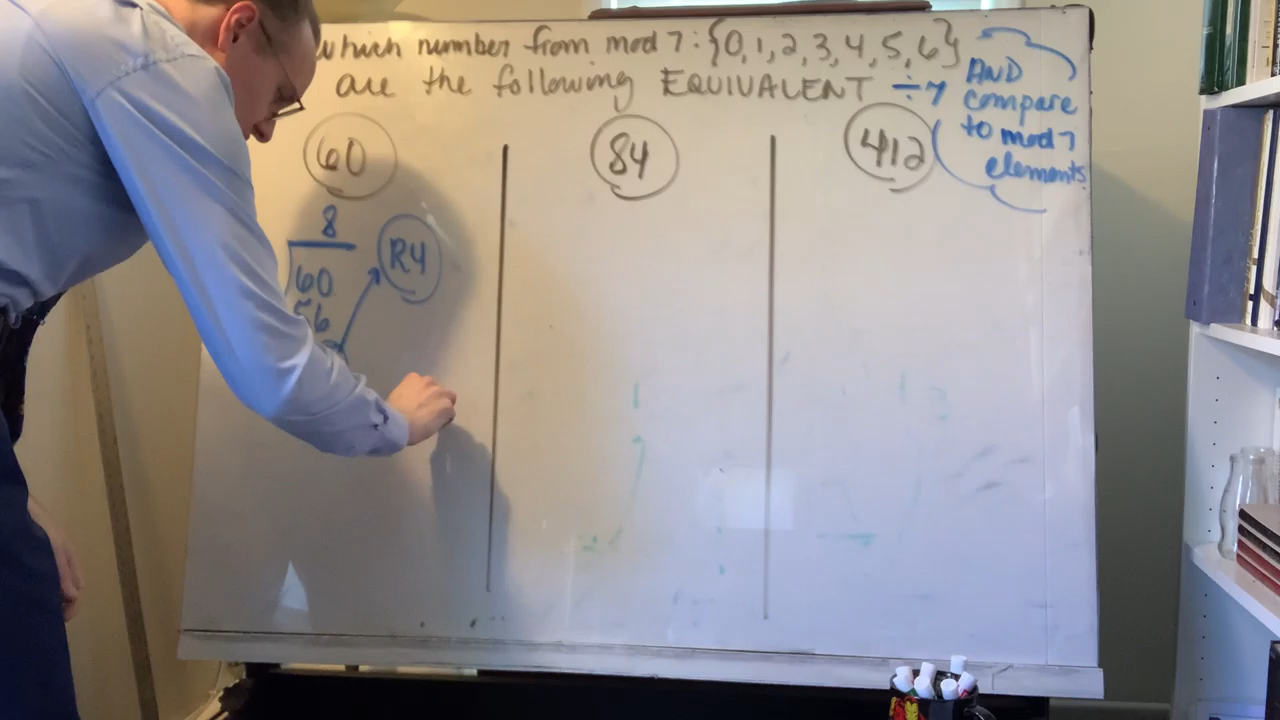 which number from mod 7: {0, 1, 2, 3, 4, 5, 6}
are the following EQUIVALENT
÷7 AND
compare
to mod 7
elements
60
84
412
8
60
56
R4